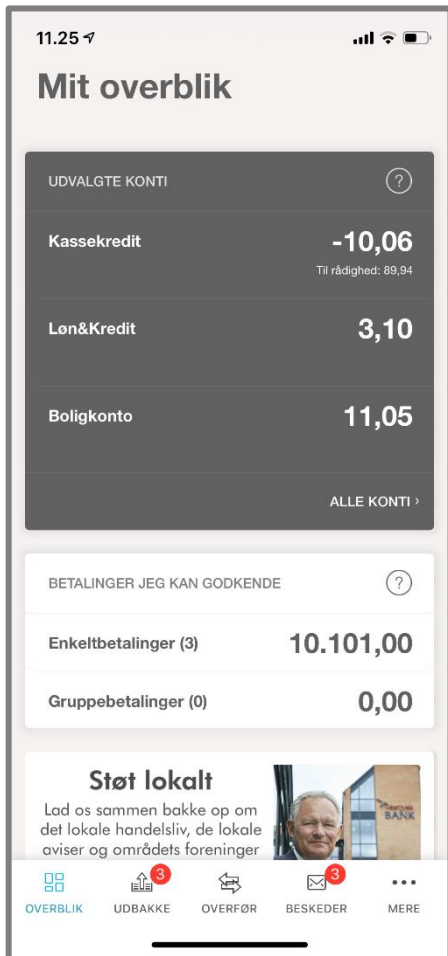 11.25
Mit overblik
UDVALGTE KONTI ?
Kassekredit -10,06
Til rådighed: 89,94
Løn&Kredit 3,10
Boligkonto 11,05
ALLE KONTI ›
BETALINGER JEG KAN GODKENDE ?
Enkeltbetalinger (3) 10.101,00
Gruppebetalinger (0) 0,00
Støt lokalt
Lad os sammen bakke op om
det lokale handelsliv, de lokale
aviser og områdets foreninger
BANK
3 3
OVERBLIK UDBAKKE OVERFØR BESKEDER MERE